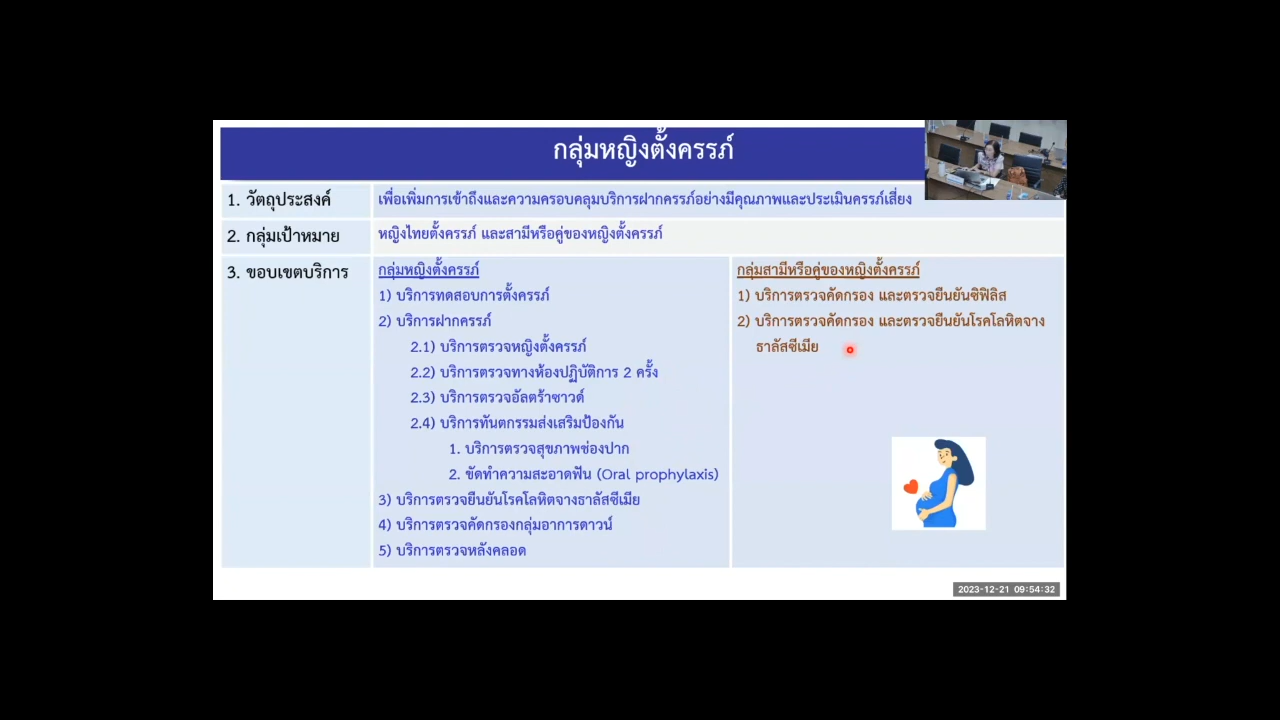 กลุ่มหญิงตั้งครรภ์
1. วัตถุประสงค์
เพื่อเพิ่มการเข้าถึงและความครอบคลุมบริการฝากครรภ์อย่างมีคุณภาพและประเมินครรภ์เสี่ยง
2. กลุ่มเป้าหมาย
หญิงไทยตั้งครรภ์ และสามีหรือคู่ของหญิงตั้งครรภ์
3. ขอบเขตบริการ
กลุ่มหญิงตั้งครรภ์
1) บริการทดสอบการตั้งครรภ์
2) บริการฝากครรภ์
2.1) บริการตรวจหญิงตั้งครรภ์
2.2) บริการตรวจทางห้องปฏิบัติการ 2 ครั้ง
2.3) บริการตรวจอัลตร้าซาวด์
2.4) บริการทันตกรรมส่งเสริมป้องกัน
1. บริการตรวจสุขภาพช่องปาก
2. ขัดทำความสะอาดฟัน (Oral prophylaxis)
3) บริการตรวจยืนยันโรคโลหิตจางธาลัสซีเมีย
4) บริการตรวจคัดกรองกลุ่มอาการดาวน์
5) บริการตรวจหลังคลอด
กลุ่มสามีหรือคู่ของหญิงตั้งครรภ์
1) บริการตรวจคัดกรอง และตรวจยืนยันซิฟิลิส
2) บริการตรวจคัดกรอง และตรวจยืนยันโรคโลหิตจาง
ธาลัสซีเมีย
2023-12-21 09:54:32